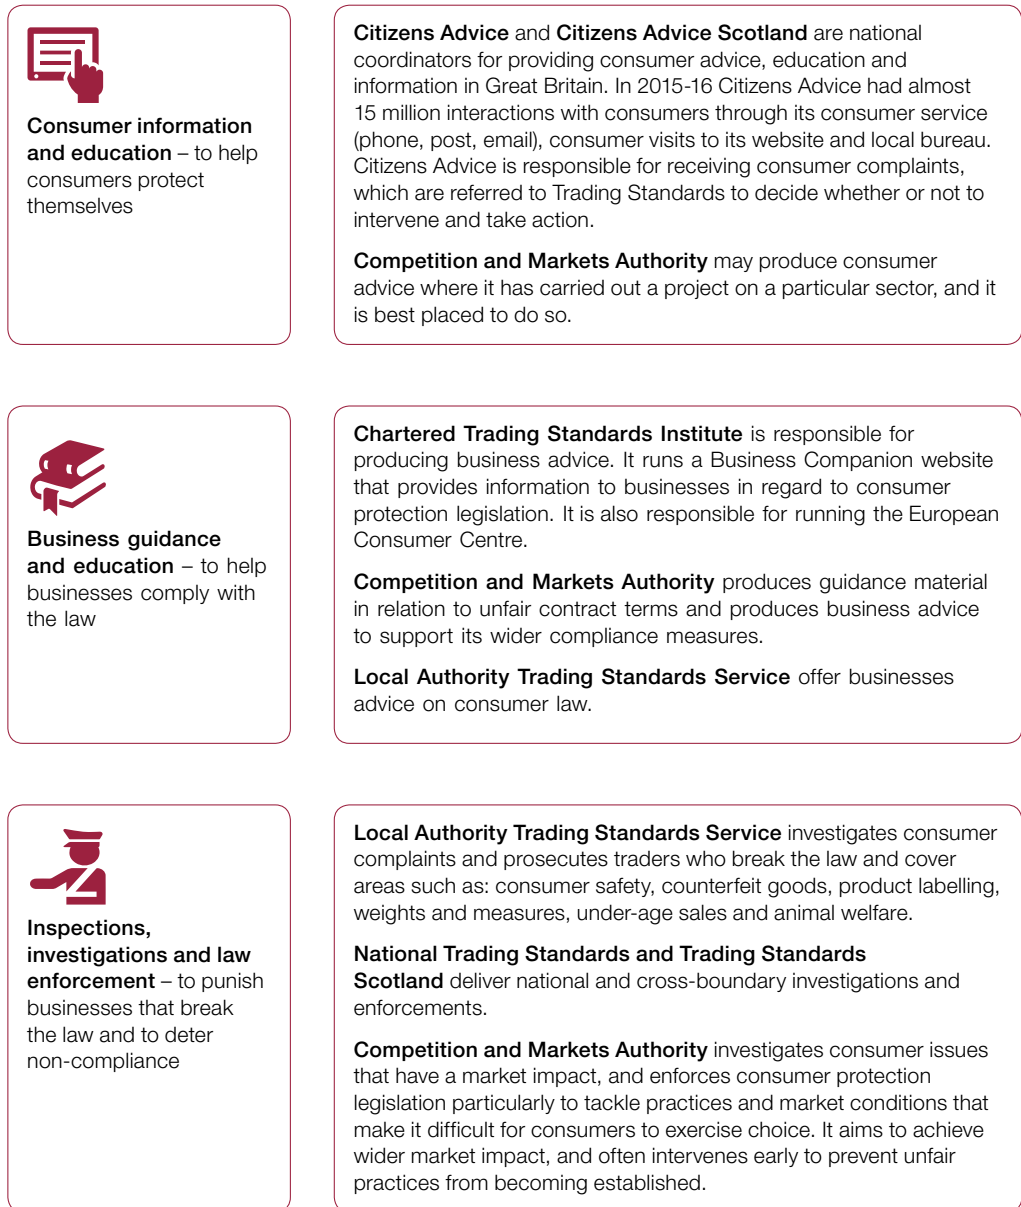 Consumer information
and education – to help
consumers protect
themselves
Citizens Advice and Citizens Advice Scotland are national
coordinators for providing consumer advice, education and
information in Great Britain. In 2015-16 Citizens Advice had almost
15 million interactions with consumers through its consumer service
(phone, post, email), consumer visits to its website and local bureau.
Citizens Advice is responsible for receiving consumer complaints,
which are referred to Trading Standards to decide whether or not to
intervene and take action.
Competition and Markets Authority may produce consumer
advice where it has carried out a project on a particular sector, and it
is best placed to do so.
Business guidance
and education – to help
businesses comply with
the law
Chartered Trading Standards Institute is responsible for
producing business advice. It runs a Business Companion website
that provides information to businesses in regard to consumer
protection legislation. It is also responsible for running the European
Consumer Centre.
Competition and Markets Authority produces guidance material
in relation to unfair contract terms and produces business advice
to support its wider compliance measures.
Local Authority Trading Standards Service offer businesses
advice on consumer law.
Inspections,
investigations and law
enforcement – to punish
businesses that break
the law and to deter
non-compliance
Local Authority Trading Standards Service investigates consumer
complaints and prosecutes traders who break the law and cover
areas such as: consumer safety, counterfeit goods, product labelling,
weights and measures, under-age sales and animal welfare.
National Trading Standards and Trading Standards
Scotland deliver national and cross-boundary investigations and
enforcements.
Competition and Markets Authority investigates consumer issues
that have a market impact, and enforces consumer protection
legislation particularly to tackle practices and market conditions that
make it difficult for consumers to exercise choice. It aims to achieve
wider market impact, and often intervenes early to prevent unfair
practices from becoming established.